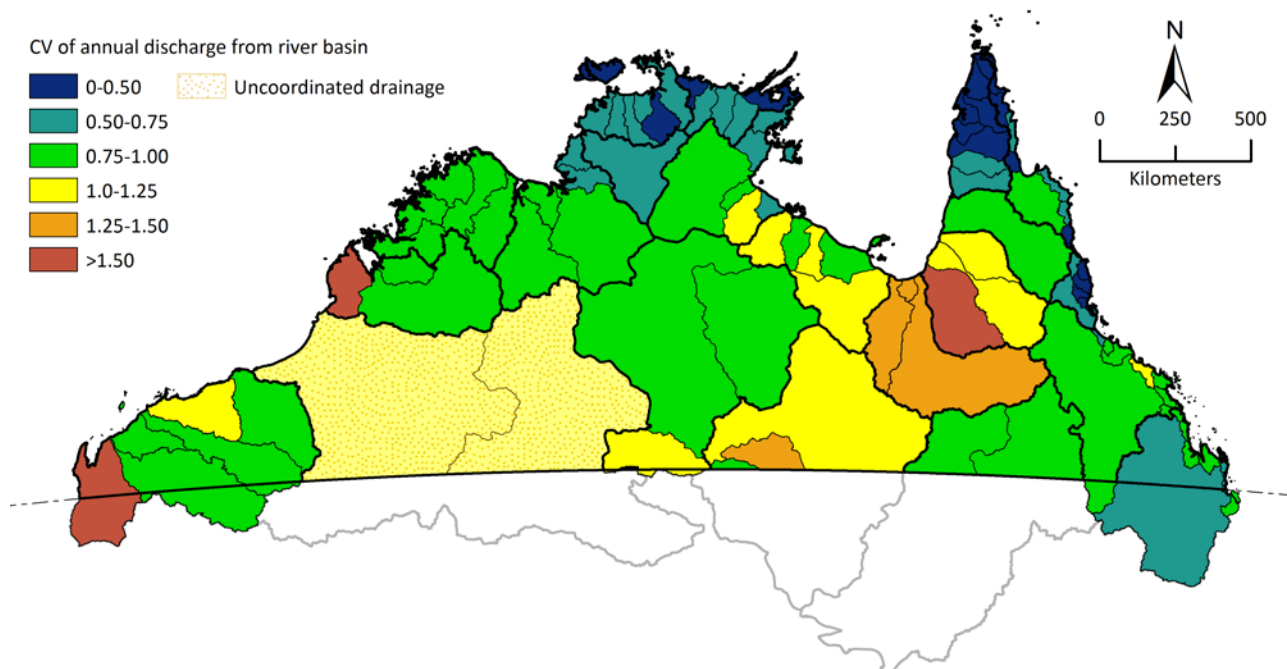 CV of annual discharge from river basin
0-0.50
Uncoordinated drainage
0.50-0.75
0.75-1.00
1.0-1.25
1.25-1.50
>1.50
N
0 250 500
Kilometers